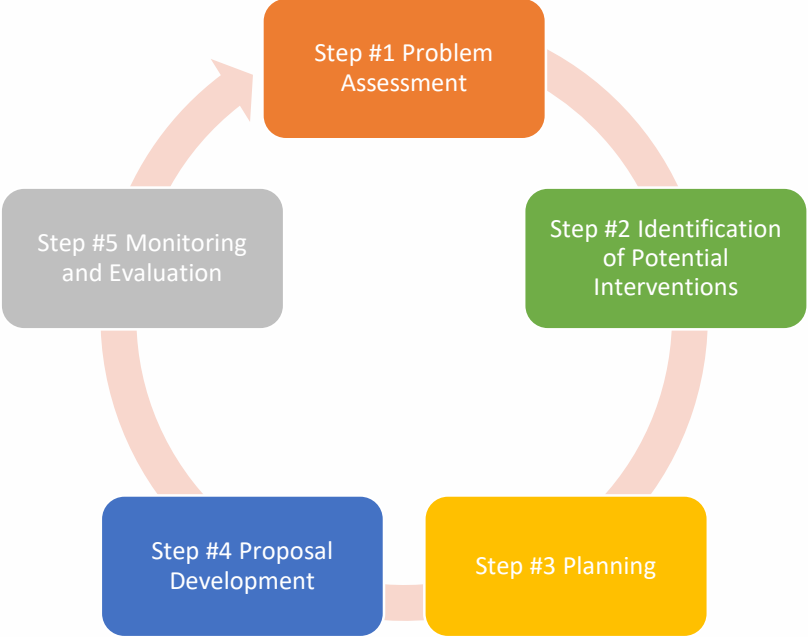 Step #1 Problem
Assessment
Step #2 Identification
of Potential
Interventions
Step #3 Planning
Step #4 Proposal
Development
Step #5 Monitoring
and Evaluation